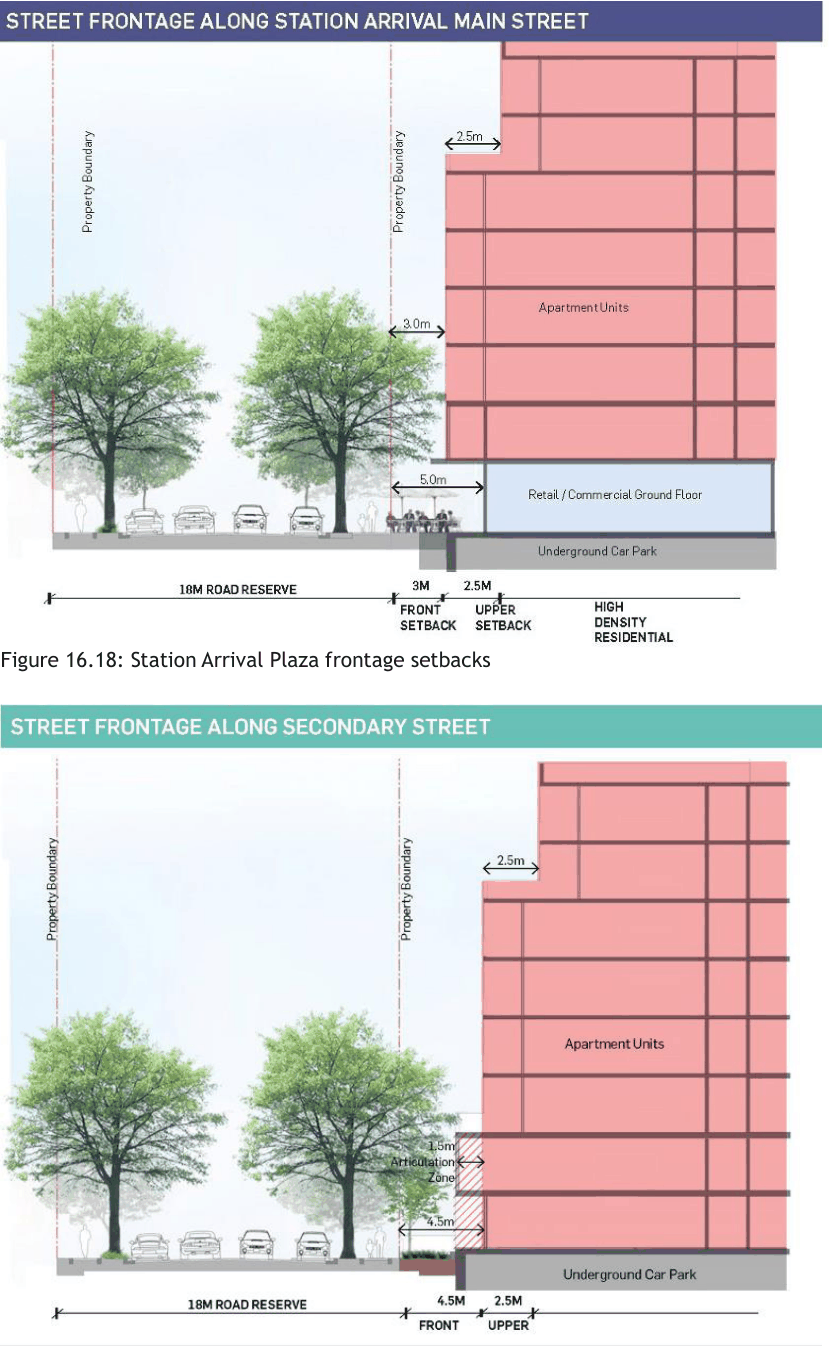 STREET FRONTAGE ALONG STATION ARRIVAL MAIN STREET
Property Boundary
Property Boundary
2.5m
3.0m
Apartment Units
5.0m
Retail / Commercial Ground Floor
Underground Car Park
18M ROAD RESERVE
3M
FRONT
SETBACK
2.5M
UPPER
SETBACK
HIGH
DENSITY
RESIDENTIAL
Figure 16.18: Station Arrival Plaza frontage setbacks
STREET FRONTAGE ALONG SECONDARY STREET
Property Boundary
Property Boundary
2.5m
Apartment Units
1.5m
Articulation
Zone
4.5m
Underground Car Park
18M ROAD RESERVE
4.5M
FRONT
2.5M
UPPER